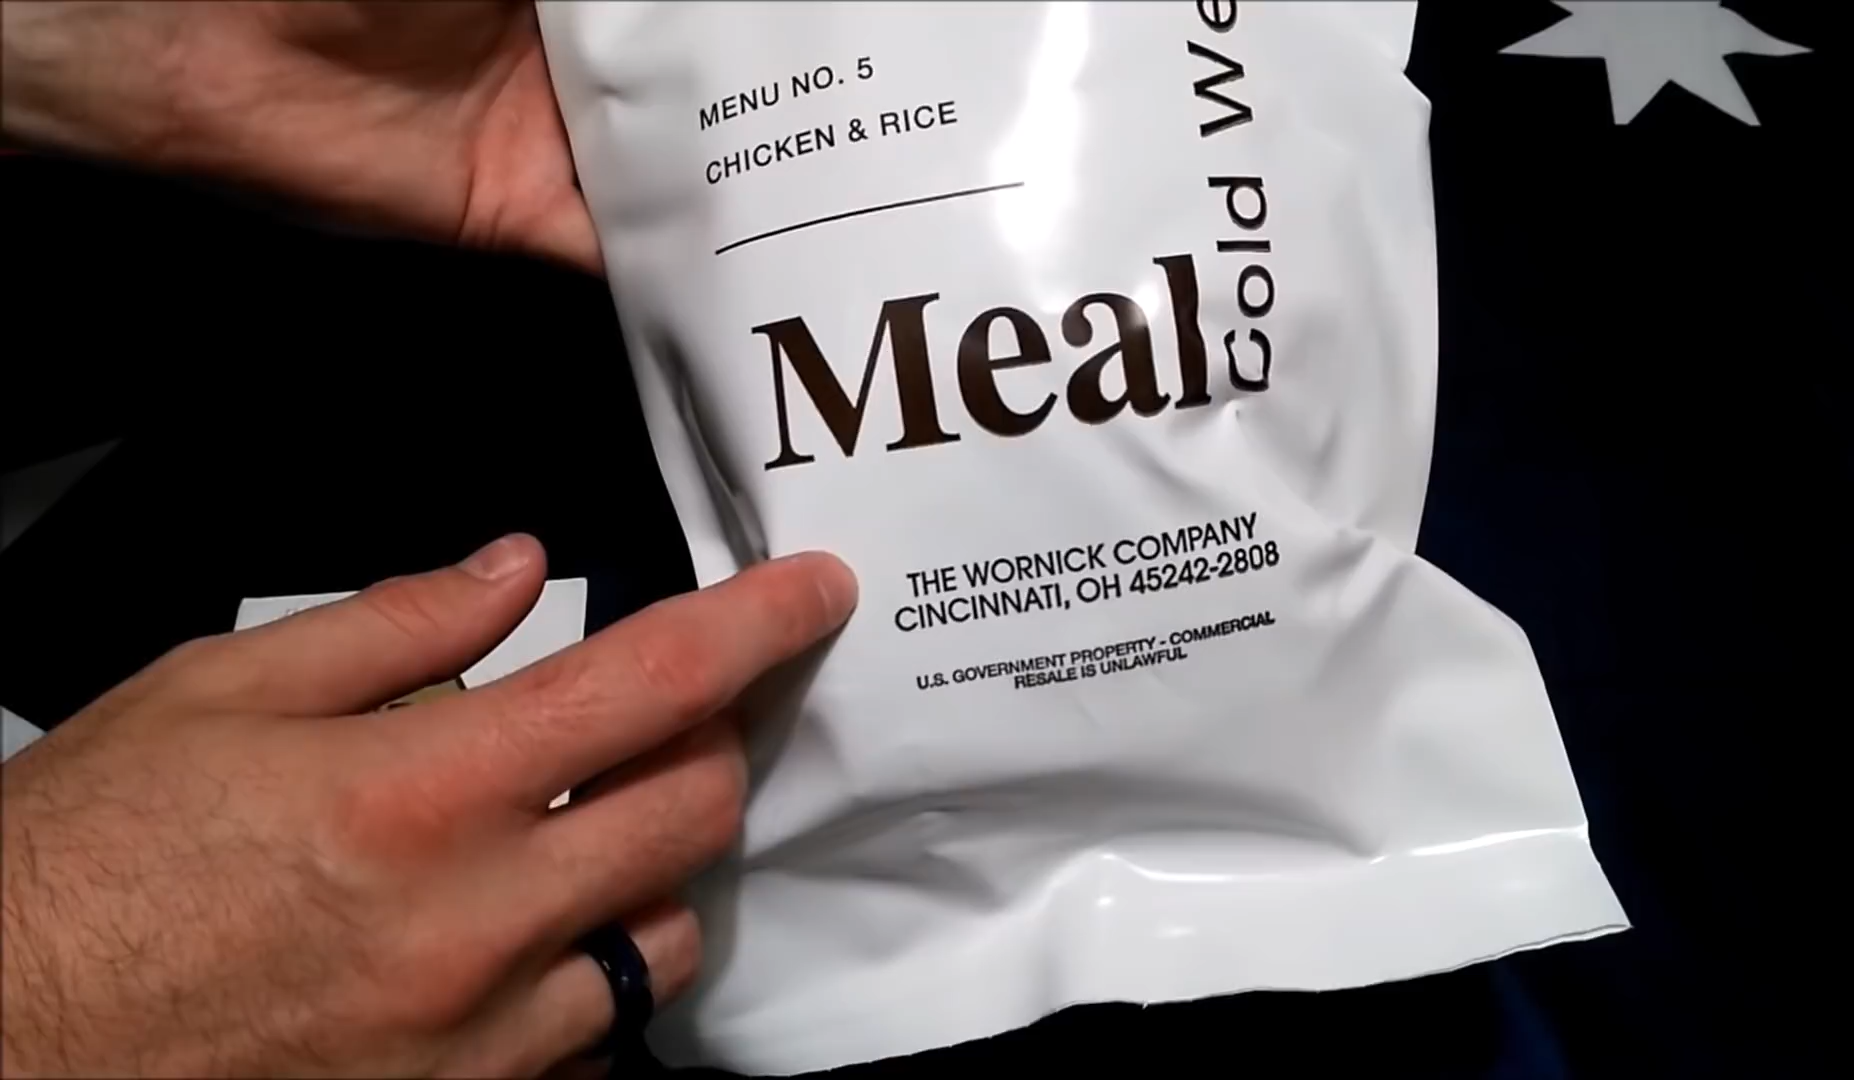 MENU NO. 5
CHICKEN & RICE
Meal
Cold We
THE WORNICK COMPANY
CINCINNATI, OH 45242-2808
U.S. GOVERNMENT PROPERTY - COMMERCIAL
RESALE IS UNLAWFUL